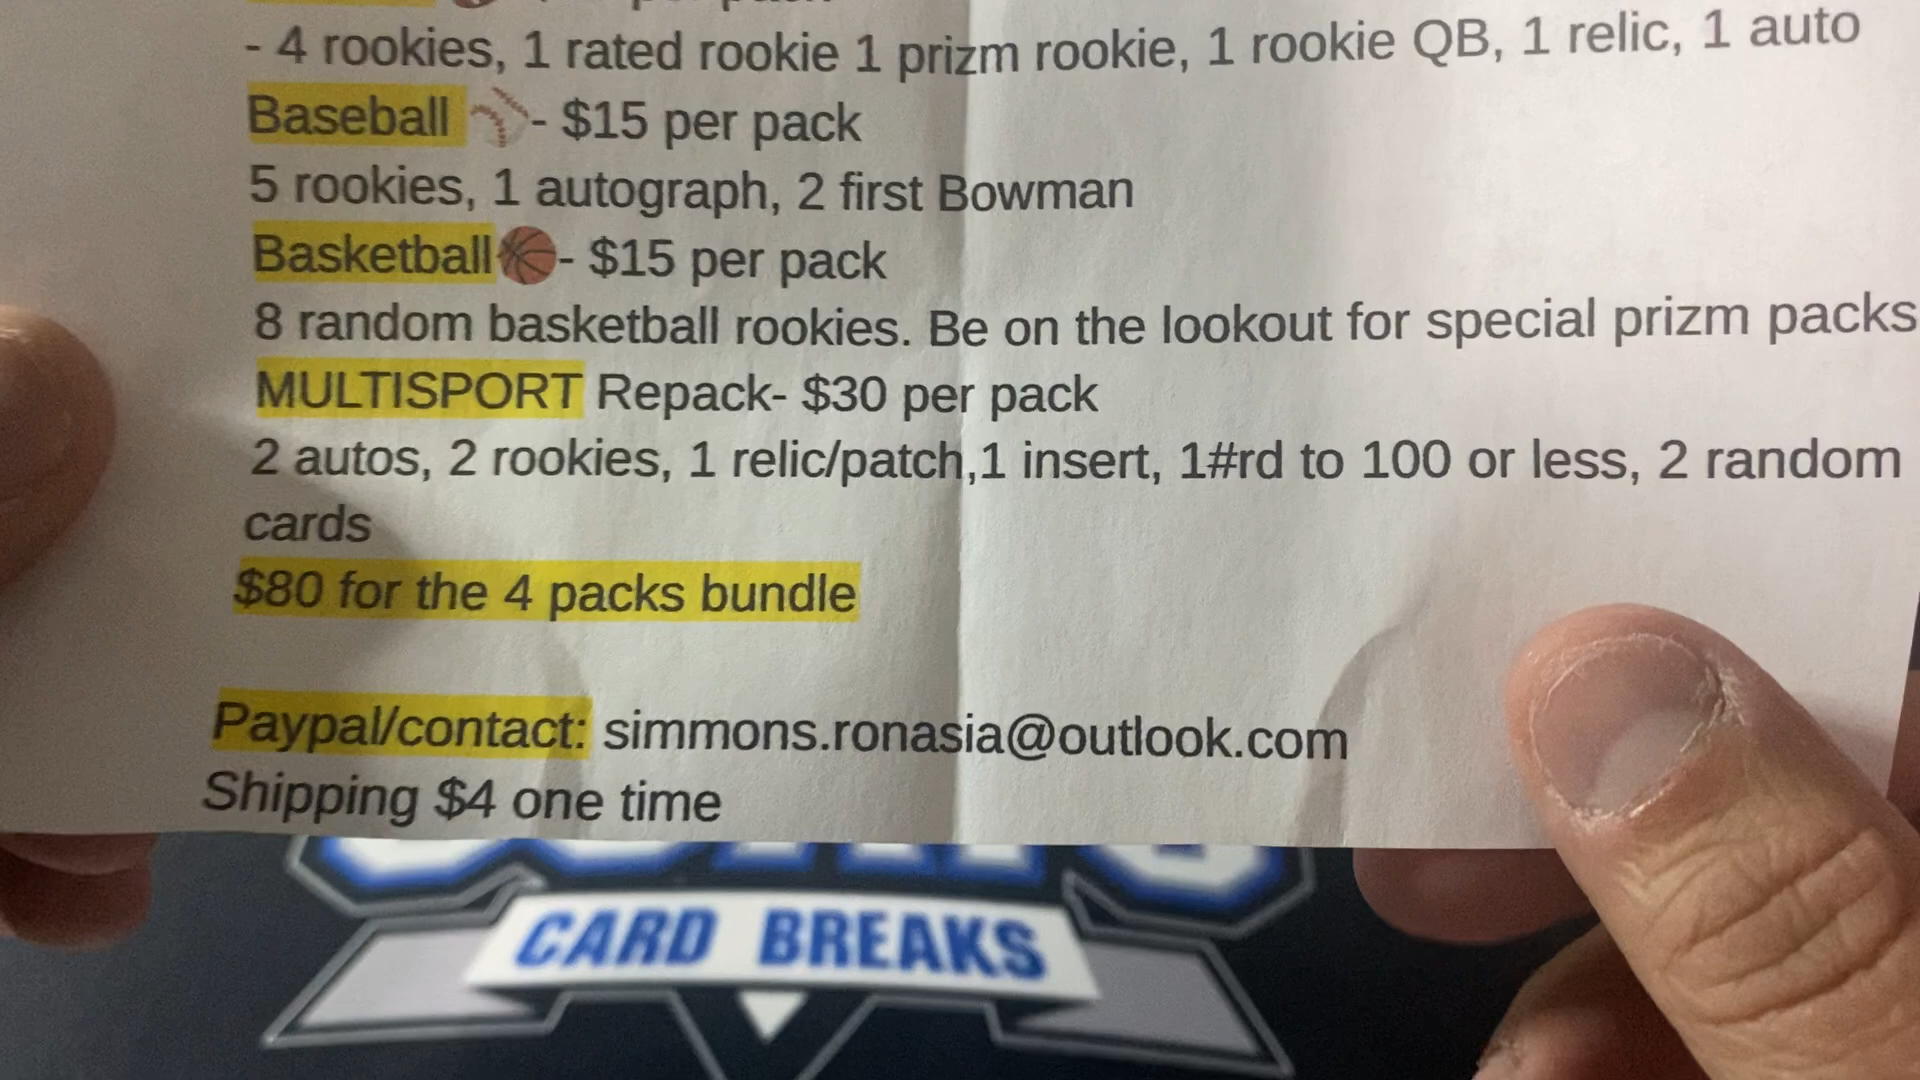 per pack
- 4 rookies, 1 rated rookie 1 prizm rookie, 1 rookie QB, 1 relic, 1 auto
Baseball ⚾- $15 per pack
5 rookies, 1 autograph, 2 first Bowman
Basketball🏀- $15 per pack
8 random basketball rookies. Be on the lookout for special prizm packs
MULTISPORT Repack- $30 per pack
2 autos, 2 rookies, 1 relic/patch,1 insert, 1#rd to 100 or less, 2 random
cards
$80 for the 4 packs bundle
Paypal/contact: simmons.ronasia@outlook.com
Shipping $4 one time
CARD BREAKS